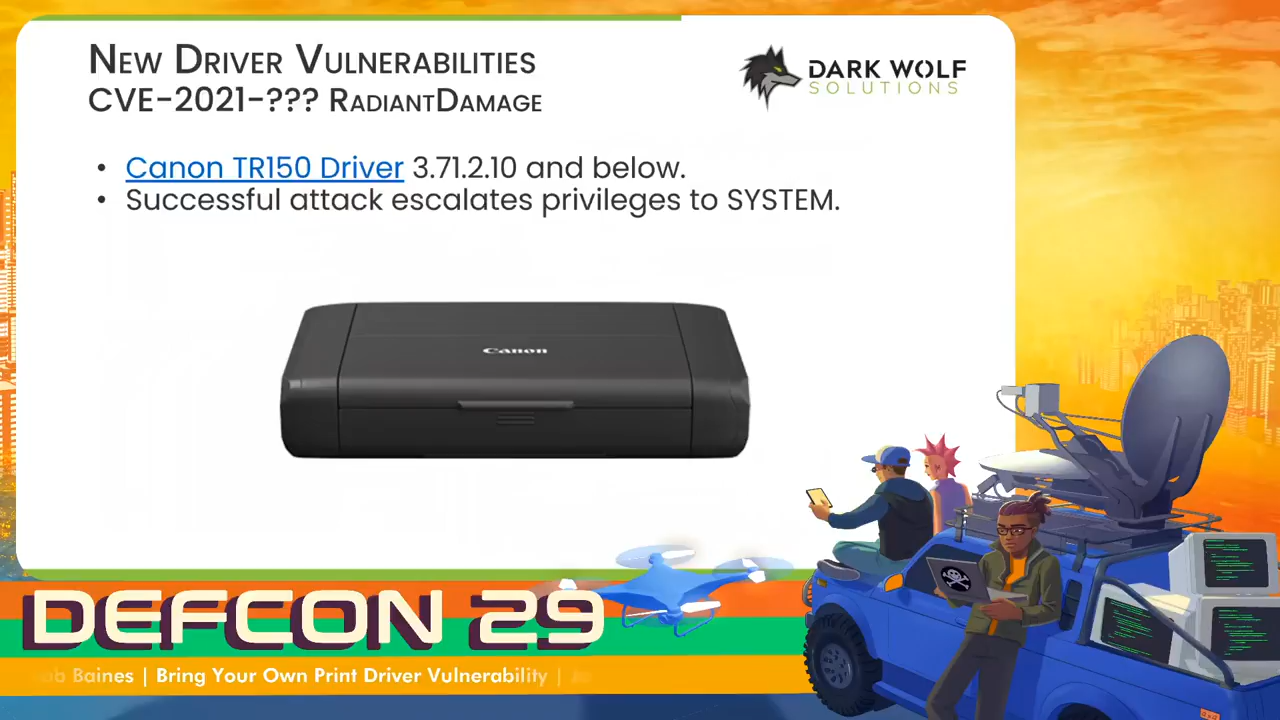 New Driver Vulnerabilities
CVE-2021-??? RadiantDamage
DARK WOLF
SOLUTIONS
• Canon TR150 Driver 3.71.2.10 and below.
• Successful attack escalates privileges to SYSTEM.
Canon
DEFCON 29
Baines | Bring Your Own Print Driver Vulnerability |